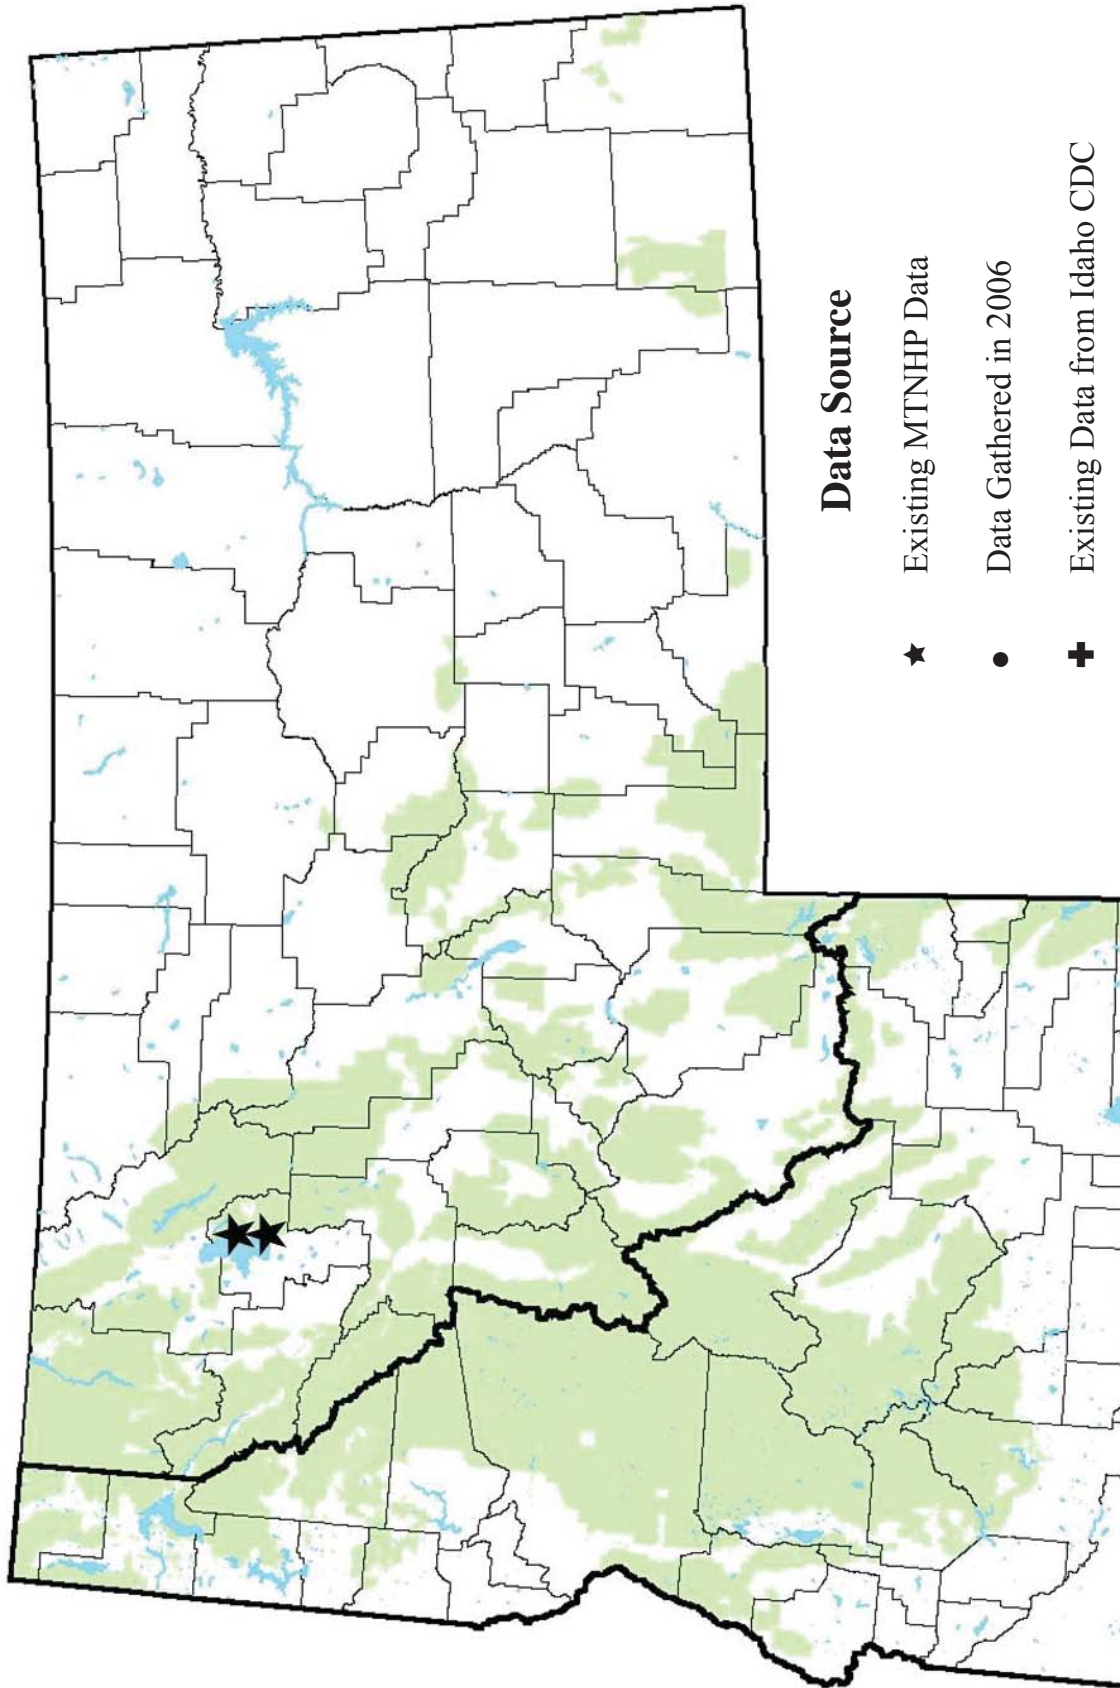 Data Source
Existing MTNHP Data
Data Gathered in 2006
Existing Data from Idaho CDC